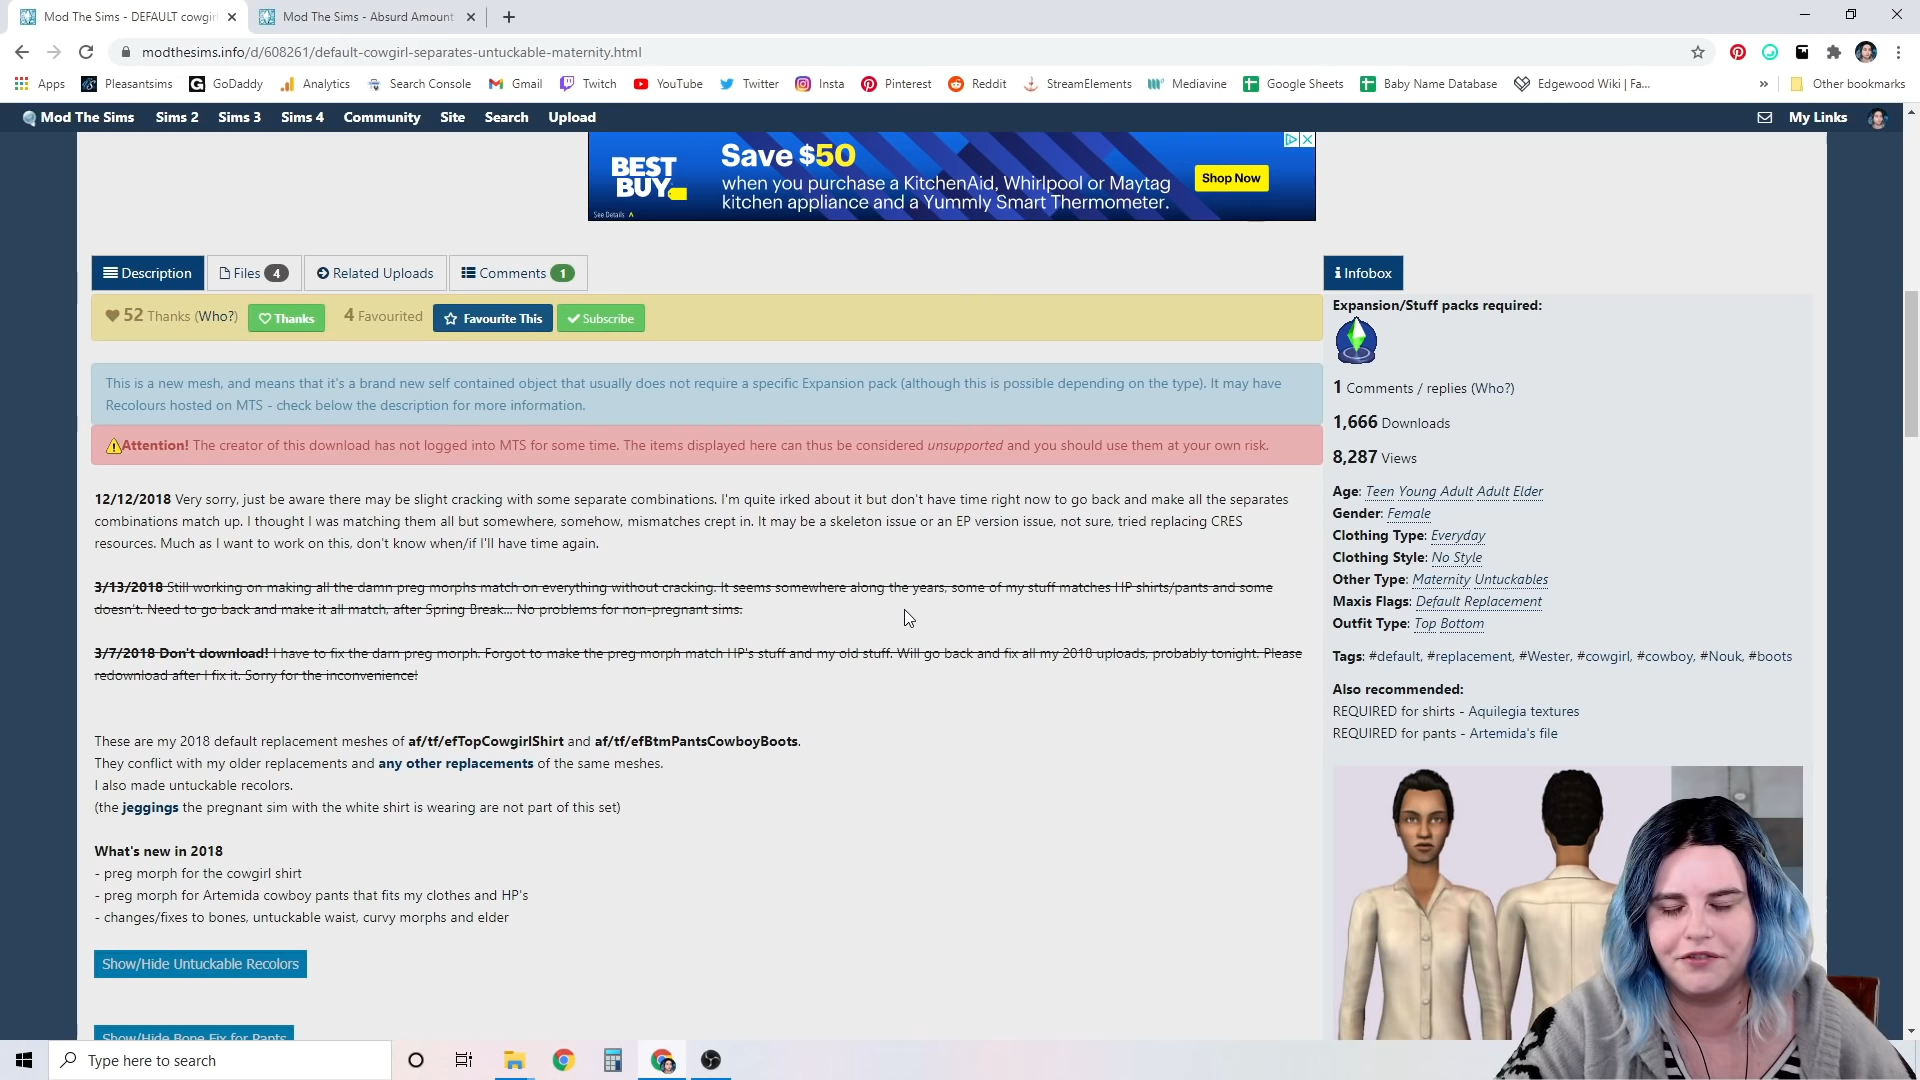 Mod The Sims - DEFAULT cowgirl
Mod The Sims - Absurd Amount
modthesims.info/d/608261/default-cowgirl-separates-untuckable-maternity.html
Apps Pleasantsims GoDaddy Analytics Search Console Gmail Twitch YouTube Twitter Insta Pinterest Reddit StreamElements Mediavine Google Sheets Baby Name Database Edgewood Wiki | Fa... » Other bookmarks
Mod The Sims Sims 2 Sims 3 Sims 4 Community Site Search Upload My Links
BEST BUY
Save $50
when you purchase a KitchenAid, Whirlpool or Maytag
kitchen appliance and a Yummly Smart Thermometer.
Shop Now
See Details
Description Files 4 Related Uploads Comments 1
52 Thanks (Who?) Thanks 4 Favourited Favourite This Subscribe
This is a new mesh, and means that it's a brand new self contained object that usually does not require a specific Expansion pack (although this is possible depending on the type). It may have
Recolours hosted on MTS - check below the description for more information.
Attention! The creator of this download has not logged into MTS for some time. The items displayed here can thus be considered unsupported and you should use them at your own risk.
12/12/2018 Very sorry, just be aware there may be slight cracking with some separate combinations. I'm quite irked about it but don't have time right now to go back and make all the separates
combinations match up. I thought I was matching them all but somewhere, somehow, mismatches crept in. It may be a skeleton issue or an EP version issue, not sure, tried replacing CRES
resources. Much as I want to work on this, don't know when/if I'll have time again.
3/13/2018 Still working on making all the damn preg morphs match on everything without cracking. It seems somewhere along the years, some of my stuff matches HP shirts/pants and some
doesn't. Need to go back and make it all match, after Spring Break... No problems for non-pregnant sims.
3/7/2018 Don't download! I have to fix the darn preg morph. Forgot to make the preg morph match HP's stuff and my old stuff. Will go back and fix all my 2018 uploads, probably tonight. Please
redownload after I fix it. Sorry for the inconvenience!
These are my 2018 default replacement meshes of af/tf/efTopCowgirlShirt and af/tf/efBtmPantsCowboyBoots.
They conflict with my older replacements and any other replacements of the same meshes.
I also made untuckable recolors.
(the jeggings the pregnant sim with the white shirt is wearing are not part of this set)
What's new in 2018
- preg morph for the cowgirl shirt
- preg morph for Artemida cowboy pants that fits my clothes and HP's
- changes/fixes to bones, untuckable waist, curvy morphs and elder
Show/Hide Untuckable Recolors
Show/Hide Bone Fix for Pants
Infobox
Expansion/Stuff packs required:
1 Comments / replies (Who?)
1,666 Downloads
8,287 Views
Age: Teen Young Adult Adult Elder
Gender: Female
Clothing Type: Everyday
Clothing Style: No Style
Other Type: Maternity Untuckables
Maxis Flags: Default Replacement
Outfit Type: Top Bottom
Tags: #default, #replacement, #Wester, #cowgirl, #cowboy, #Nouk, #boots
Also recommended:
REQUIRED for shirts - Aquilegia textures
REQUIRED for pants - Artemida's file
Type here to search